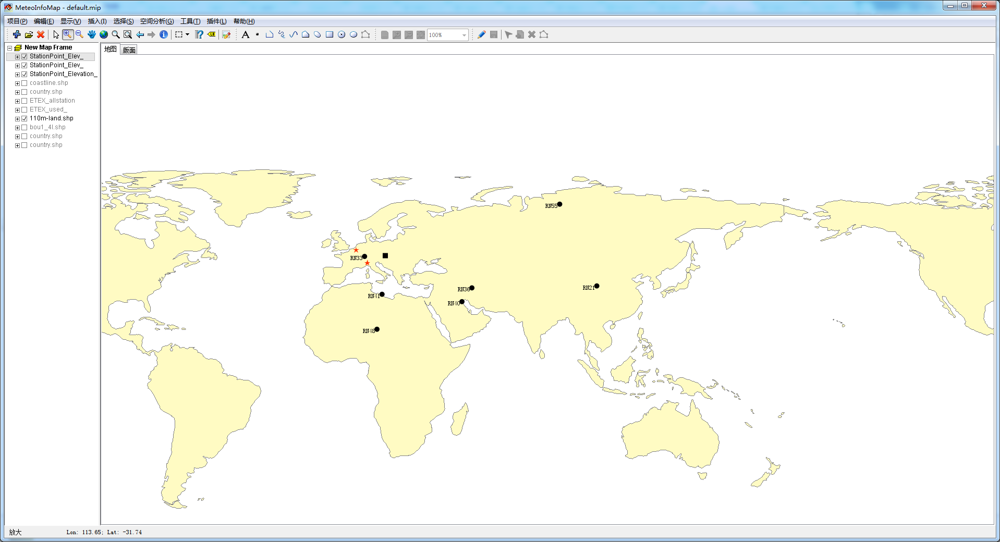 MeteoInfoMap - default.mip
项目(P) 编辑(E) 显示(V) 插入(I) 选择(S) 空间分析(G) 工具(T) 插件(L) 帮助(H)
A LB 100%
New Map Frame
StationPoint_Elev_
StationPoint_Elev_
StationPoint_Elevation_
coastline.shp
country.shp
ETEX_allstation
ETEX_used_
110m-land.shp
bou1_4l.shp
country.shp
country.shp
地图 版面
RN55
RN33
RN36
RN21
RN41
RN40
RN48
放大 Lon: 113.65; Lat: -31.74